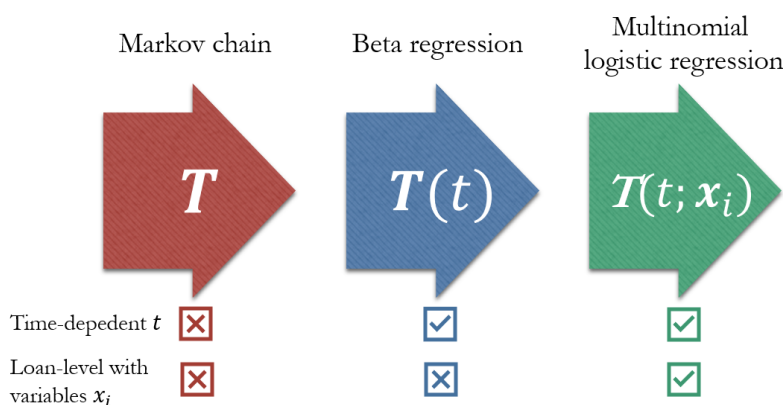 Markov chain
Beta regression
Multinomial
logistic regression
T
T(t)
T(t; xᵢ)
Time-depedent t
Loan-level with
variables xᵢ